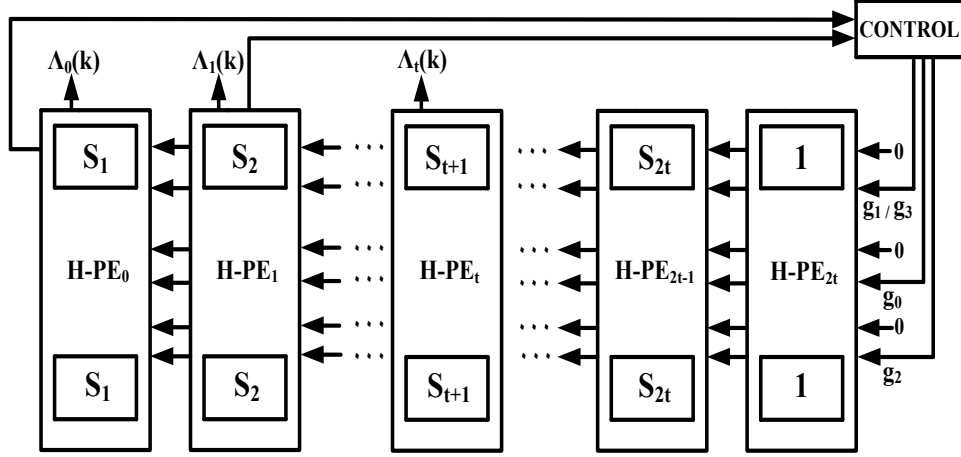 CONTROL
Λ₀(k) Λ₁(k) Λₜ(k)
S₁ S₂ ... Sₜ₊₁ ... S₂ₜ 1 0
g₁ / g₃
H-PE₀ H-PE₁ ... H-PEₜ ... H-PE₂ₜ₋₁ H-PE₂ₜ 0
... ... g₀
... ... 0
S₁ S₂ ... Sₜ₊₁ ... S₂ₜ 1 g₂